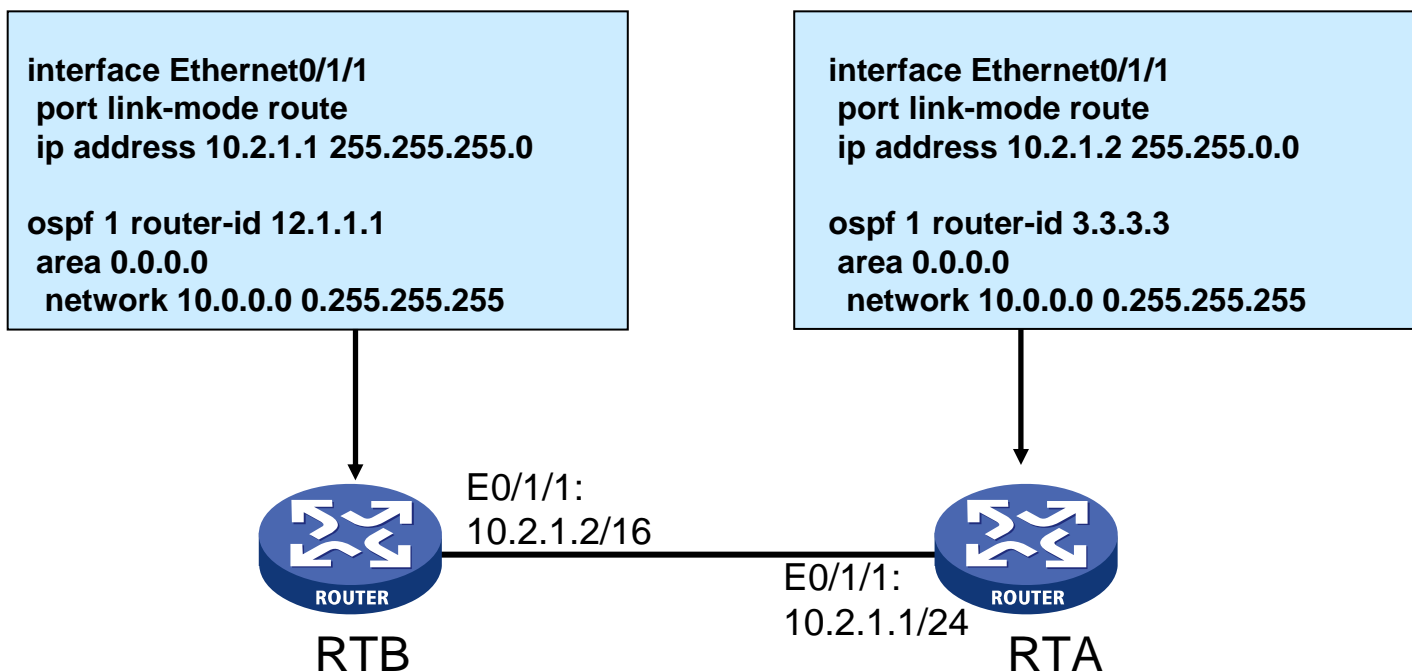 interface Ethernet0/1/1
port link-mode route
ip address 10.2.1.1 255.255.255.0
ospf 1 router-id 12.1.1.1
area 0.0.0.0
network 10.0.0.0 0.255.255.255
interface Ethernet0/1/1
port link-mode route
ip address 10.2.1.2 255.255.0.0
ospf 1 router-id 3.3.3.3
area 0.0.0.0
network 10.0.0.0 0.255.255.255
E0/1/1:
10.2.1.2/16
E0/1/1:
10.2.1.1/24
ROUTER
ROUTER
RTB
RTA